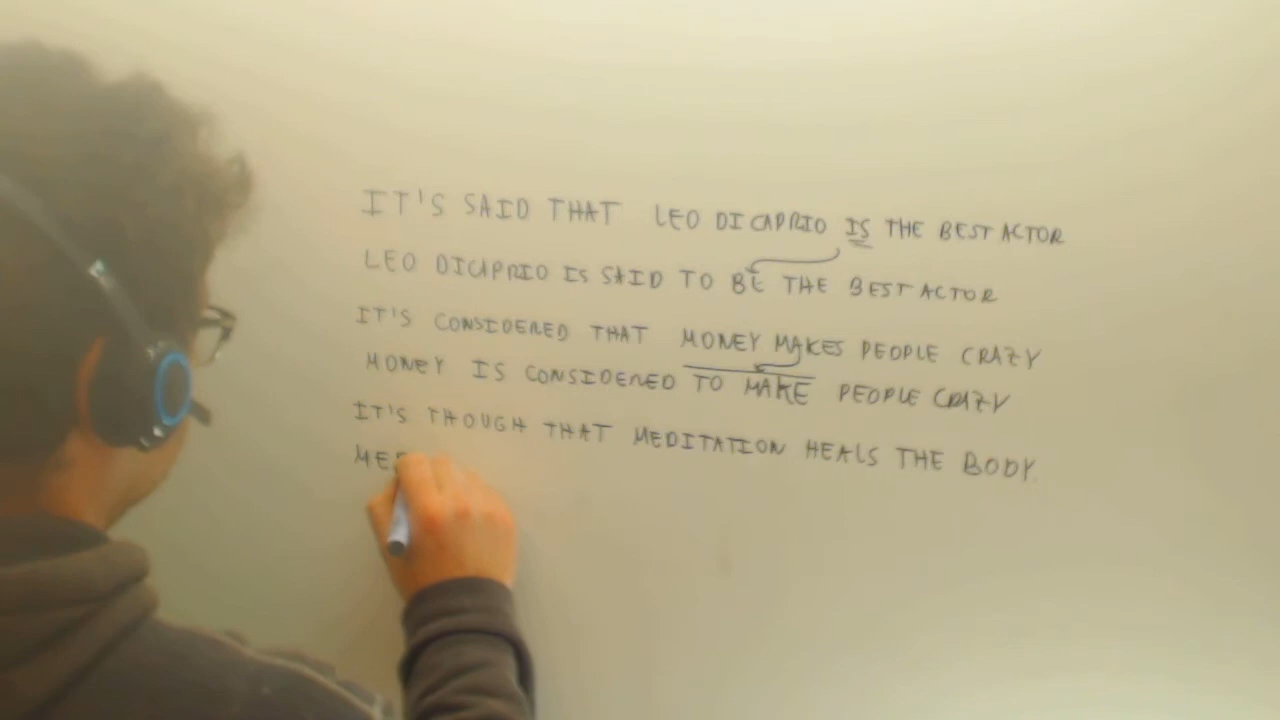 IT'S SAID THAT LEO DICAPRIO IS THE BEST ACTOR
LEO DICAPRIO IS SAID TO BE THE BEST ACTOR
IT'S CONSIDERED THAT MONEY MAKES PEOPLE CRAZY
MONEY IS CONSIDERED TO MAKE PEOPLE CRAZY
IT'S THOUGH THAT MEDITATION HEALS THE BODY.